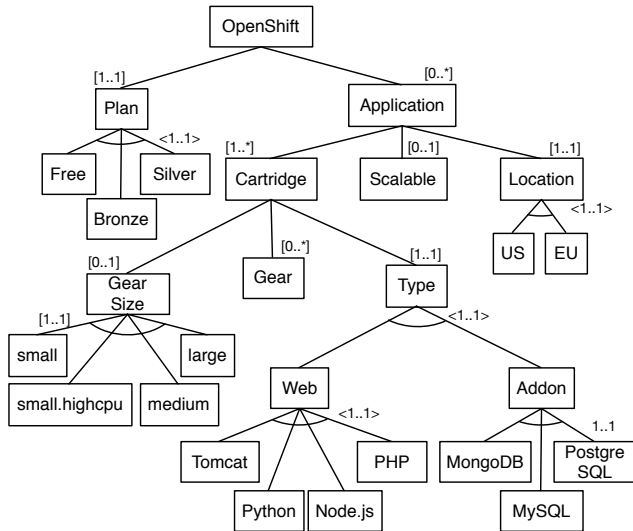 OpenShift
[1..1]
[0..*]
Plan
Application
<1..1>
[1..*]
[0..1]
[1..1]
Free
Silver
Cartridge
Scalable
Location
Bronze
<1..1>
US
EU
[0..1]
[0..*]
[1..1]
Gear
Size
Gear
Type
[1..1]
<1..1>
small
large
small.highcpu
medium
Web
Addon
<1..1>
1..1
Tomcat
PHP
MongoDB
Postgre
SQL
Python
Node.js
MySQL